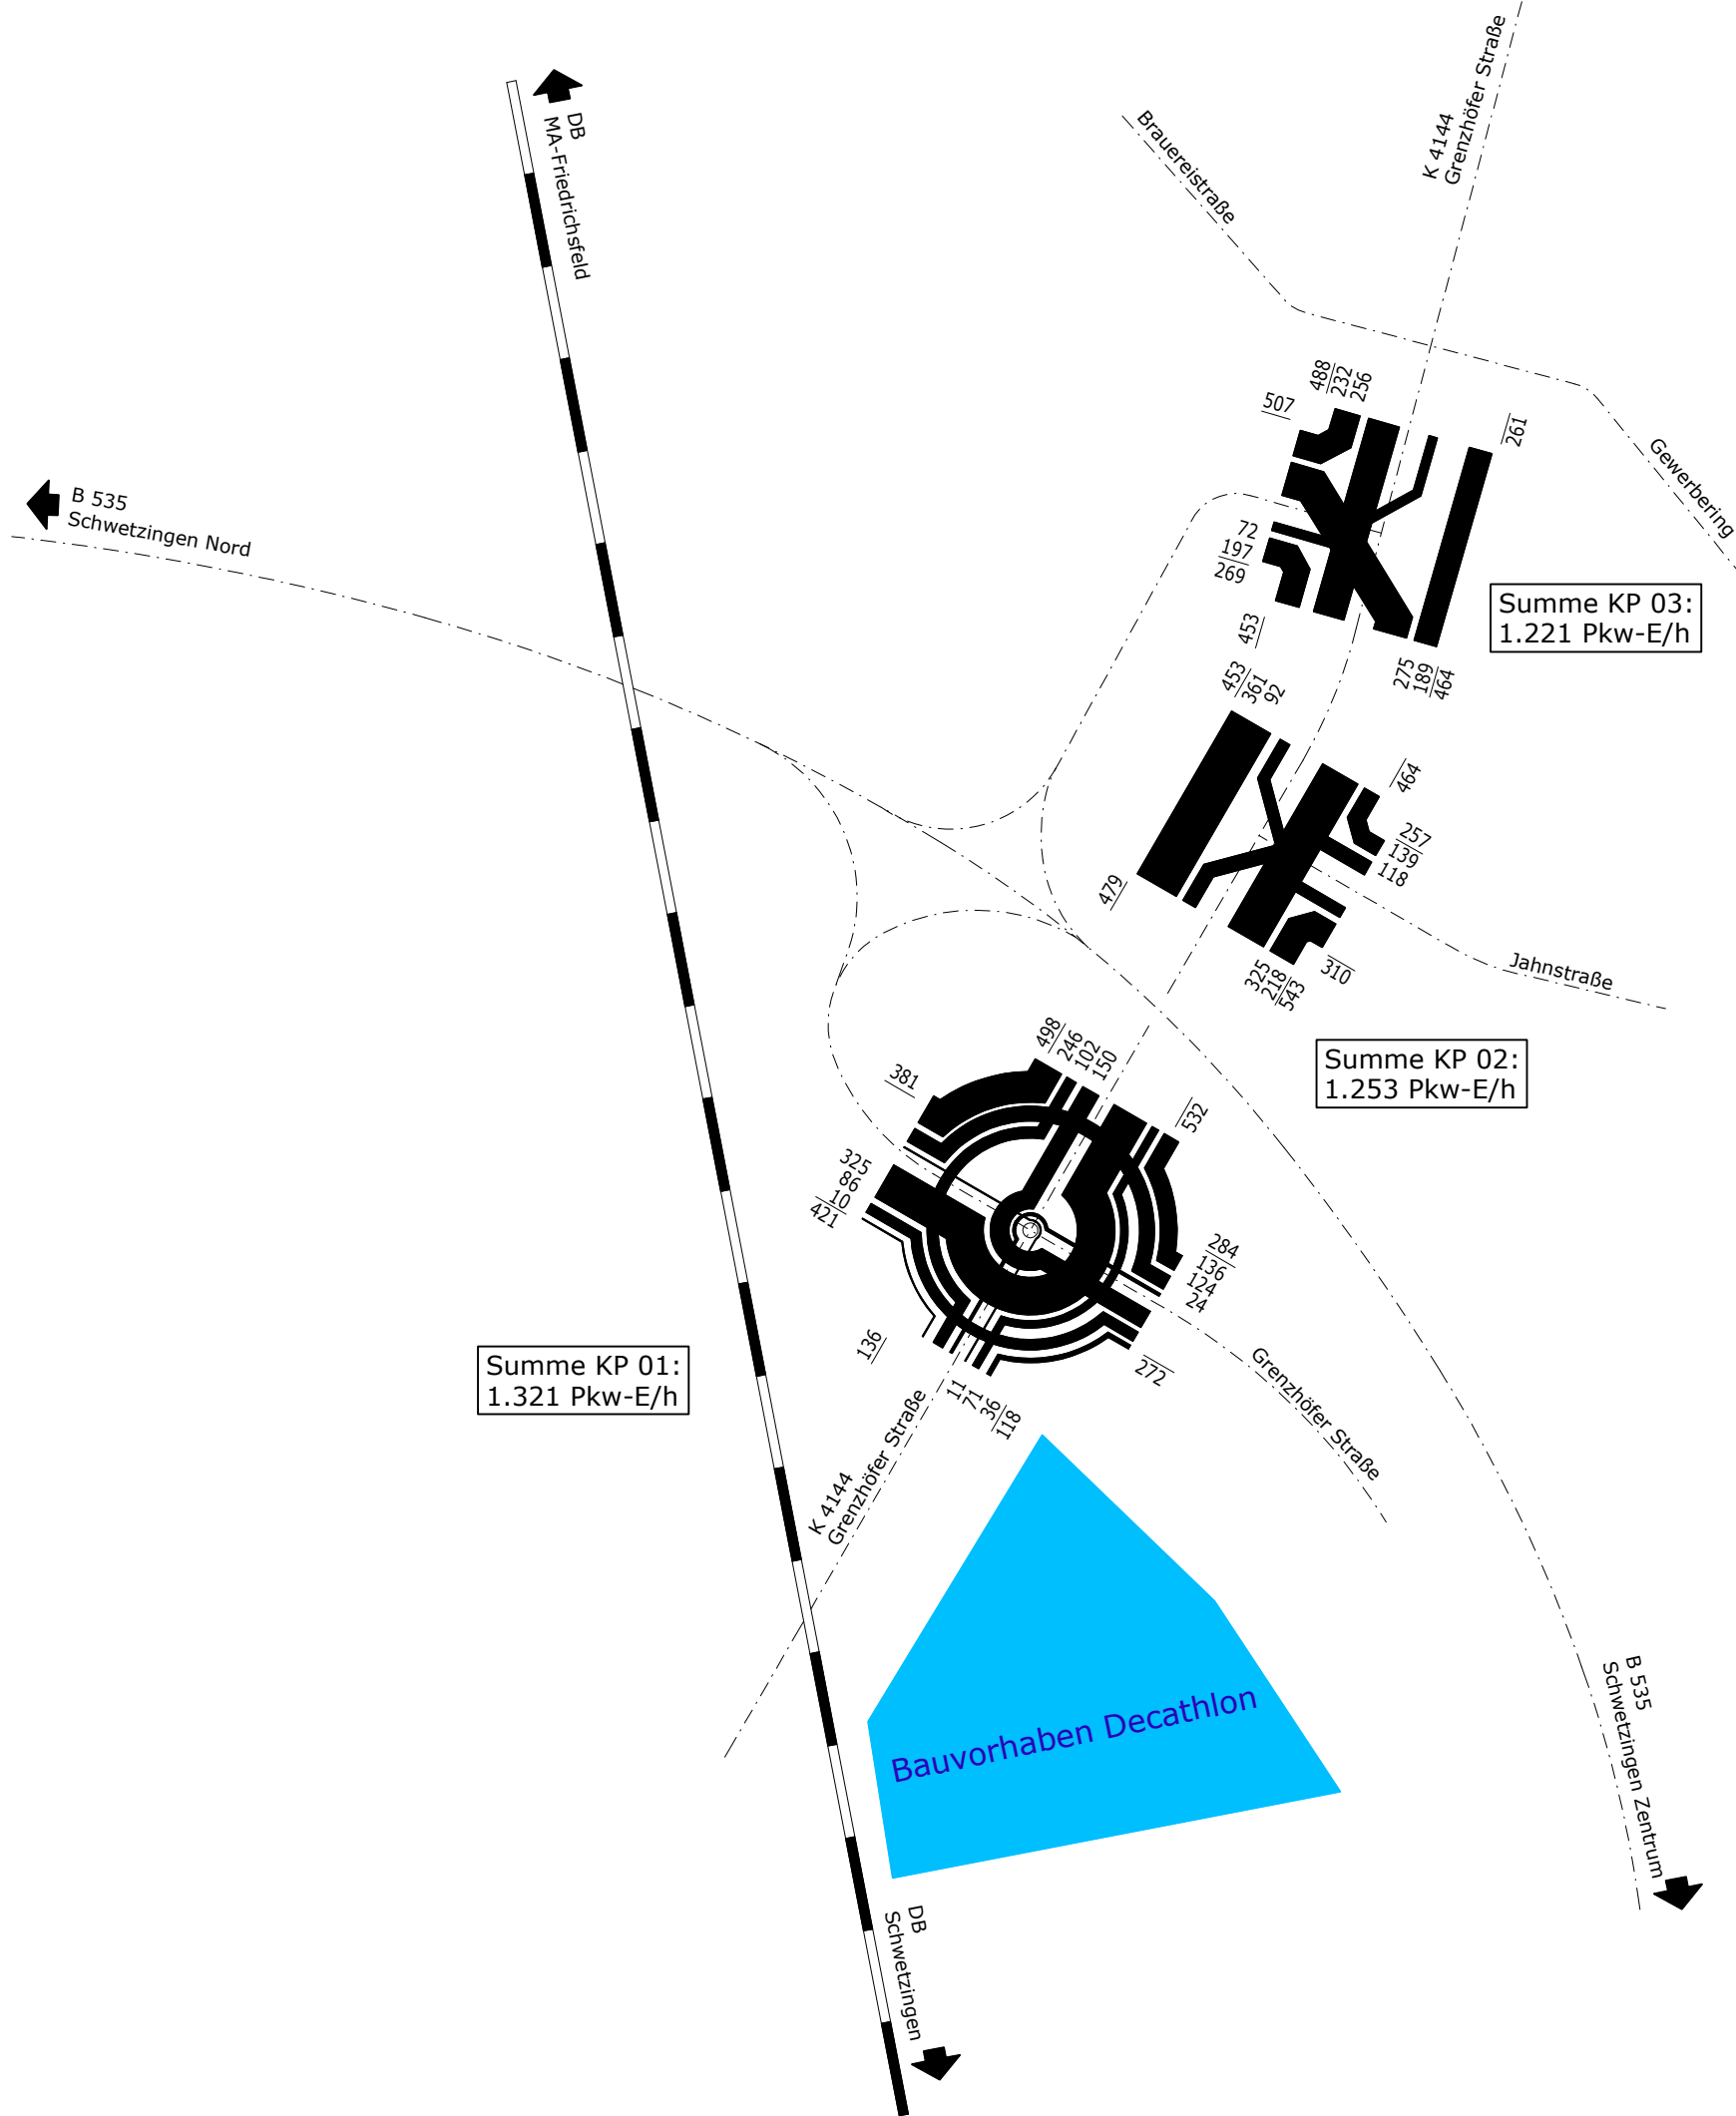 K 4144
Grenzhöfer Straße
DB
MA-Friedrichsfeld
Brauereistraße
488
232
256
507
261
Gewerbering
B 535
Schwetzingen Nord
72
197
269
453
Summe KP 03:
1.221 Pkw-E/h
275
189
464
453
361
92
464
257
139
118
479
310
325
218
543
Jahnstraße
Summe KP 02:
1.253 Pkw-E/h
498
246
102
150
381
532
325
86
10
421
284
136
124
24
136
272
11
71
36
118
Summe KP 01:
1.321 Pkw-E/h
K 4144
Grenzhöfer Straße
Grenzhöfer Straße
Bauvorhaben Decathlon
B 535
Schwetzingen Zentrum
DB
Schwetzingen